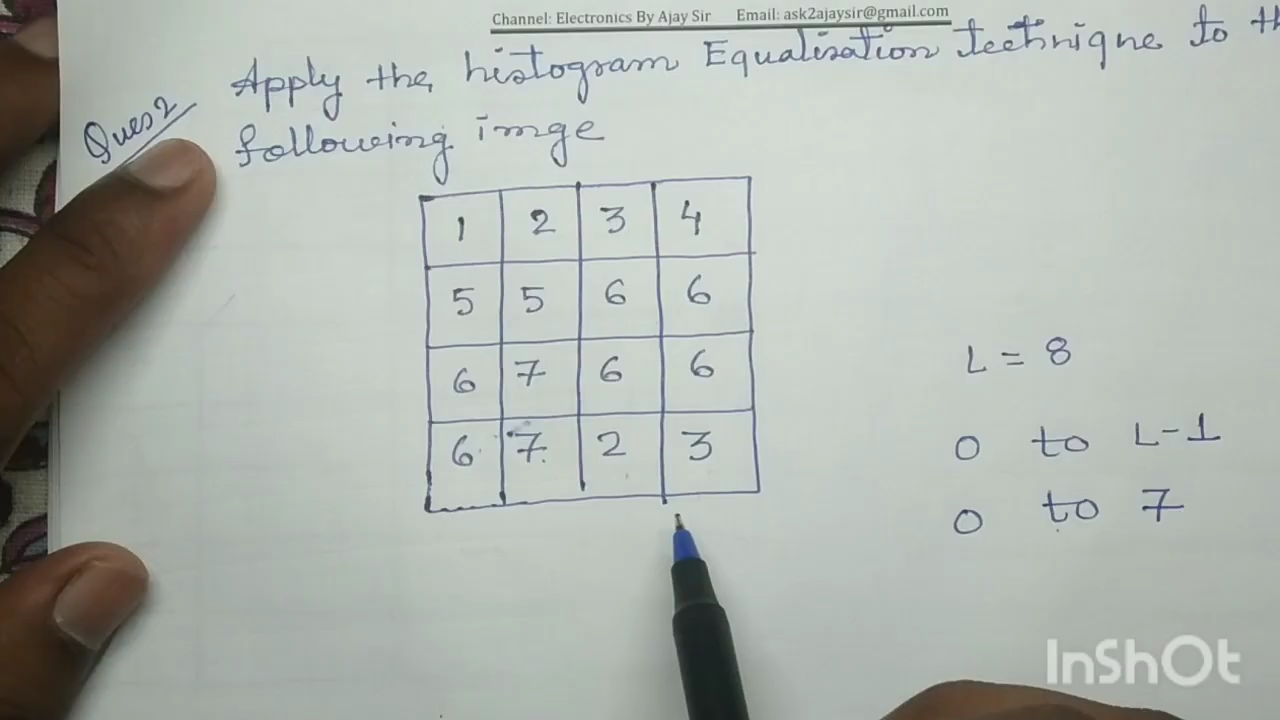 Channel: Electronics By Ajay Sir Email: ask2ajaysir@gmail.com
Ques 2 Apply the histogram Equalisation technique to
following imge
1 2 3 4
5 5 6 6
6 7 6 6
6 7 2 3
L = 8
0 to L-1
0 to 7
InShOt